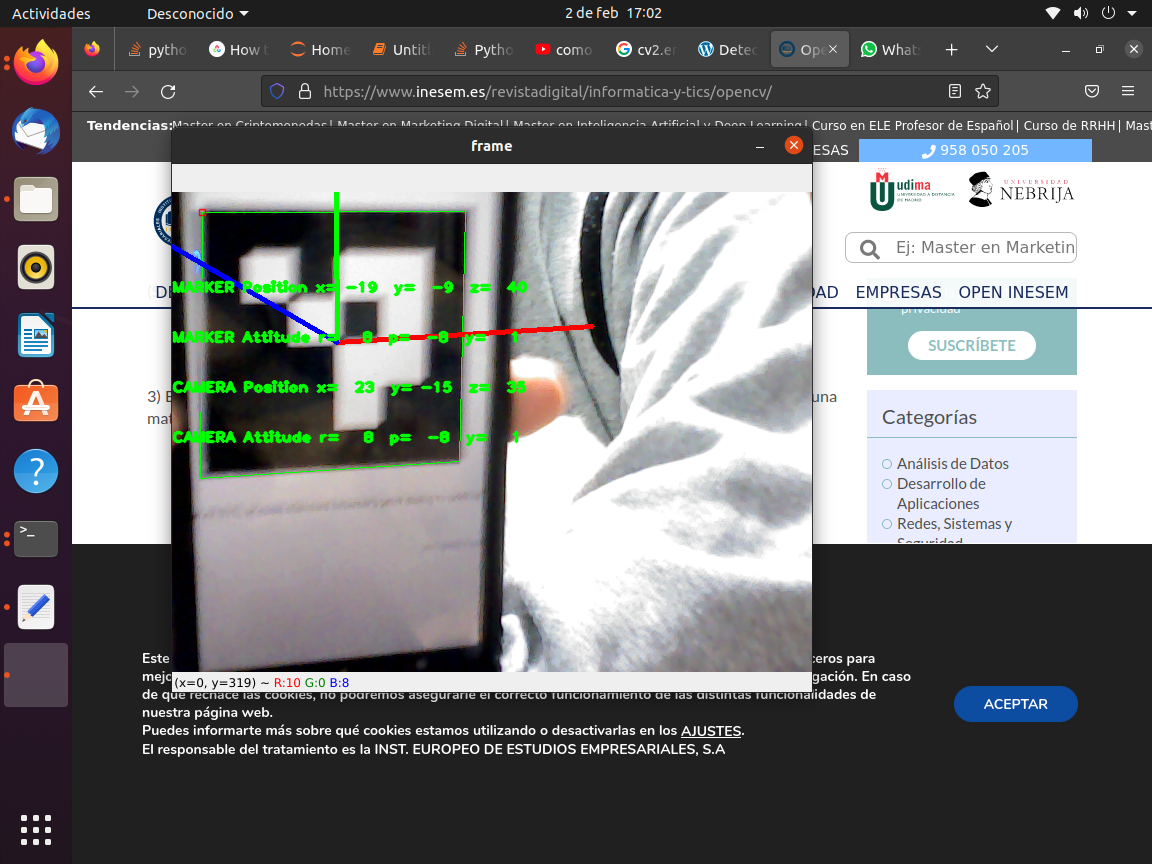 Actividades
Desconocido
2 de feb 17:02
pytho
How t
Home
Untitl
Pytho
como
cv2.er
Detec
Ope
What
https://www.inesem.es/revistadigital/informatica-y-tics/opencv/
Tendencias: Master en Criptomonedas | Master en Marketing Digital | Master en Inteligencia Artificial y Deep Learning | Curso en ELE Profesor de Español | Curso de RRHH | Mast
frame
ESAS
958 050 205
udima
UNIVERSIDAD A DISTANCIA
DE MADRID
UNIVERSIDAD
NEBRIJA
Ej: Master en Marketin
DAD
EMPRESAS
OPEN INESEM
privacidad
SUSCRÍBETE
3) E
una
mat
Categorías
Análisis de Datos
Desarrollo de
Aplicaciones
Redes, Sistemas y
Seguridad
MARKER Position x= -19 y= -9 z= 40
MARKER Attitude r= 8 p= -8 y= 1
CAMERA Position x= 23 y= -15 z= 35
CAMERA Attitude r= 8 p= -8 y= 1
(x=0, y=319) ~ R:10 G:0 B:8
Este
ceros para
mejo
gación. En caso
de que rechace las cookies, no podremos asegurarle el correcto funcionamiento de las distintas funcionalidades de
nuestra página web.
Puedes informarte más sobre qué cookies estamos utilizando o desactivarlas en los AJUSTES.
El responsable del tratamiento es la INST. EUROPEO DE ESTUDIOS EMPRESARIALES, S.A
ACEPTAR